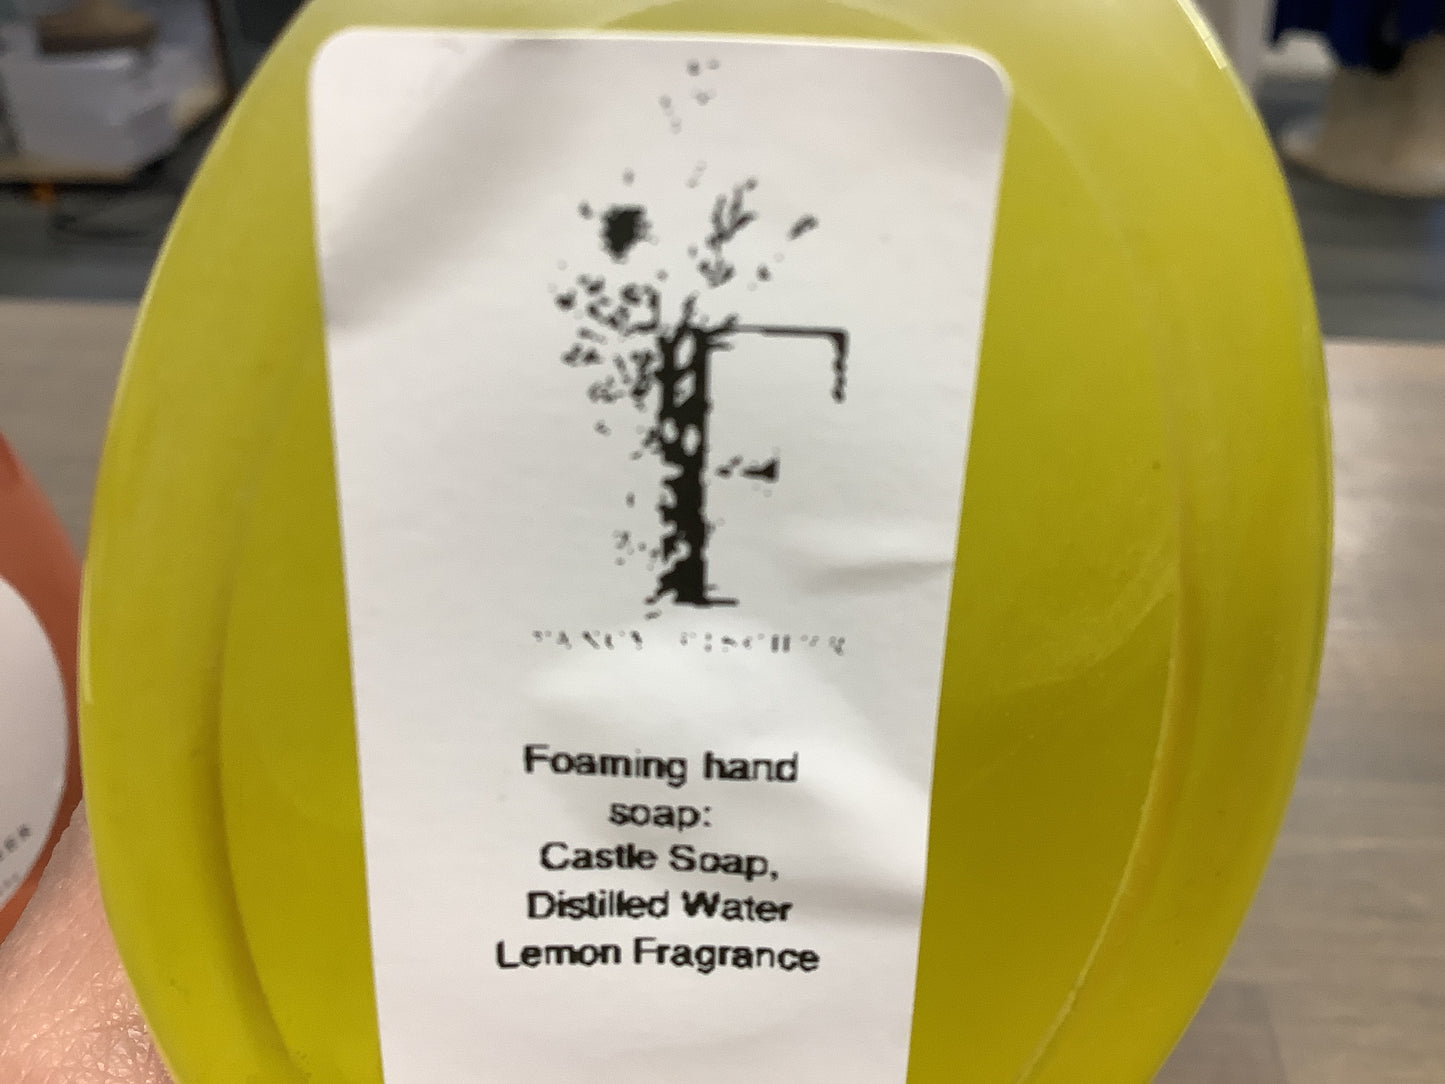 Foaming hand
soap:
Castle Soap,
Distilled Water
Lemon Fragrance